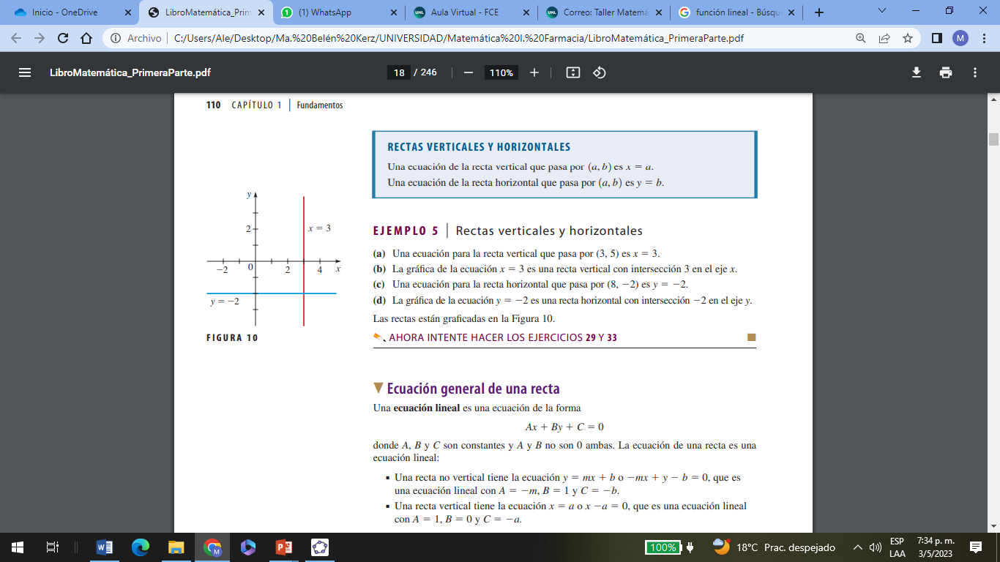 Inicio - OneDrive
LibroMatemática_Prim
(1) WhatsApp
Aula Virtual - FCE
Correo: Taller Matemá
función lineal - Búsqu
Archivo
C:/Users/Ale/Desktop/Ma.%20Belén%20Kerz/UNIVERSIDAD/Matemática%20I.%20Farmacia/LibroMatemática_PrimeraParte.pdf
M
LibroMatemática_PrimeraParte.pdf
18 / 246
110%
110 CAPÍTULO 1 | Fundamentos
RECTAS VERTICALES Y HORIZONTALES
Una ecuación de la recta vertical que pasa por (a, b) es x = a.
Una ecuación de la recta horizontal que pasa por (a, b) es y = b.
y
2
x = 3
−2
0
2
4
x
y = −2
FIGURA 10
EJEMPLO 5 | Rectas verticales y horizontales
(a) Una ecuación para la recta vertical que pasa por (3, 5) es x = 3.
(b) La gráfica de la ecuación x = 3 es una recta vertical con intersección 3 en el eje x.
(c) Una ecuación para la recta horizontal que pasa por (8, −2) es y = −2.
(d) La gráfica de la ecuación y = −2 es una recta horizontal con intersección −2 en el eje y.
Las rectas están graficadas en la Figura 10.
AHORA INTENTE HACER LOS EJERCICIOS 29 Y 33
Ecuación general de una recta
Una ecuación lineal es una ecuación de la forma
Ax + By + C = 0
donde A, B y C son constantes y A y B no son 0 ambas. La ecuación de una recta es una
ecuación lineal:
▪ Una recta no vertical tiene la ecuación y = mx + b o −mx + y − b = 0, que es
una ecuación lineal con A = −m, B = 1 y C = −b.
▪ Una recta vertical tiene la ecuación x = a o x −a = 0, que es una ecuación lineal
con A = 1, B = 0 y C = −a.
100%
18°C Prac. despejado
ESP
LAA
7:34 p. m.
3/5/2023